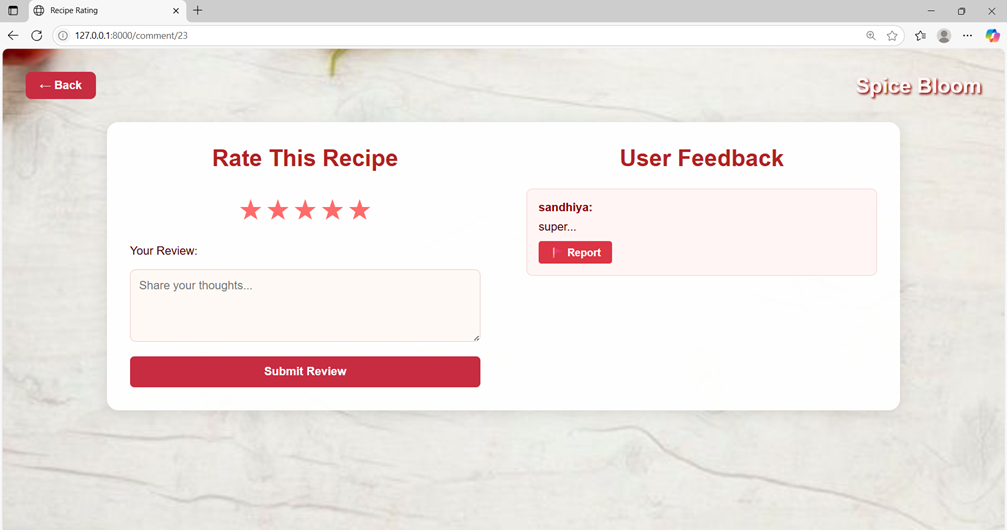 Recipe Rating
127.0.0.1:8000/comment/23
← Back
Spice Bloom
Rate This Recipe
Your Review:
Share your thoughts...
Submit Review
User Feedback
sandhiya:
super...
Report